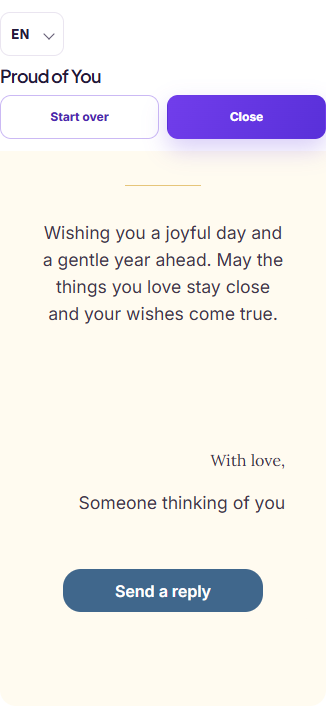 EN
Proud of You
Start over
Close
Wishing you a joyful day and
a gentle year ahead. May the
things you love stay close
and your wishes come true.
With love,
Someone thinking of you
Send a reply